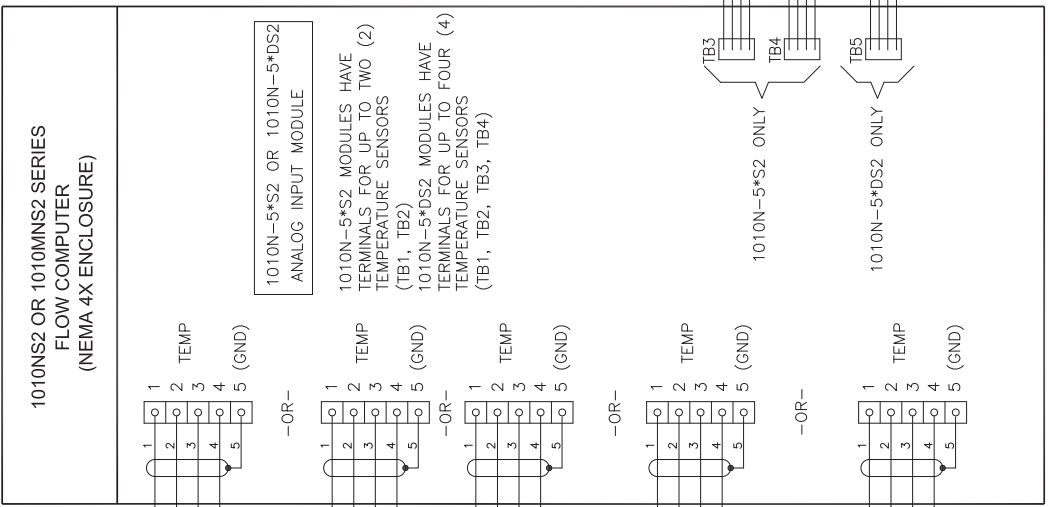 1010NS2 OR 1010MNS2 SERIES
FLOW COMPUTER
(NEMA 4X ENCLOSURE)
1010N-5*S2 OR 1010N-5*DS2
ANALOG INPUT MODULE
1010N-5*S2 MODULES HAVE
TERMINALS FOR UP TO TWO (2)
TEMPERATURE SENSORS
(TB1, TB2)
1010N-5*DS2 MODULES HAVE
TERMINALS FOR UP TO FOUR (4)
TEMPERATURE SENSORS
(TB1, TB2, TB3, TB4)
TB3
TB4
1010N-5*S2 ONLY
TB5
1010N-5*DS2 ONLY
1 1
2 2 TEMP
3 3
4 4
5 5 (GND)
-OR-
1 1
2 2 TEMP
3 3
4 4
5 5 (GND)
-OR-
1 1
2 2 TEMP
3 3
4 4
5 5 (GND)
-OR-
1 1
2 2 TEMP
3 3
4 4
5 5 (GND)
-OR-
1 1
2 2 TEMP
3 3
4 4
5 5 (GND)